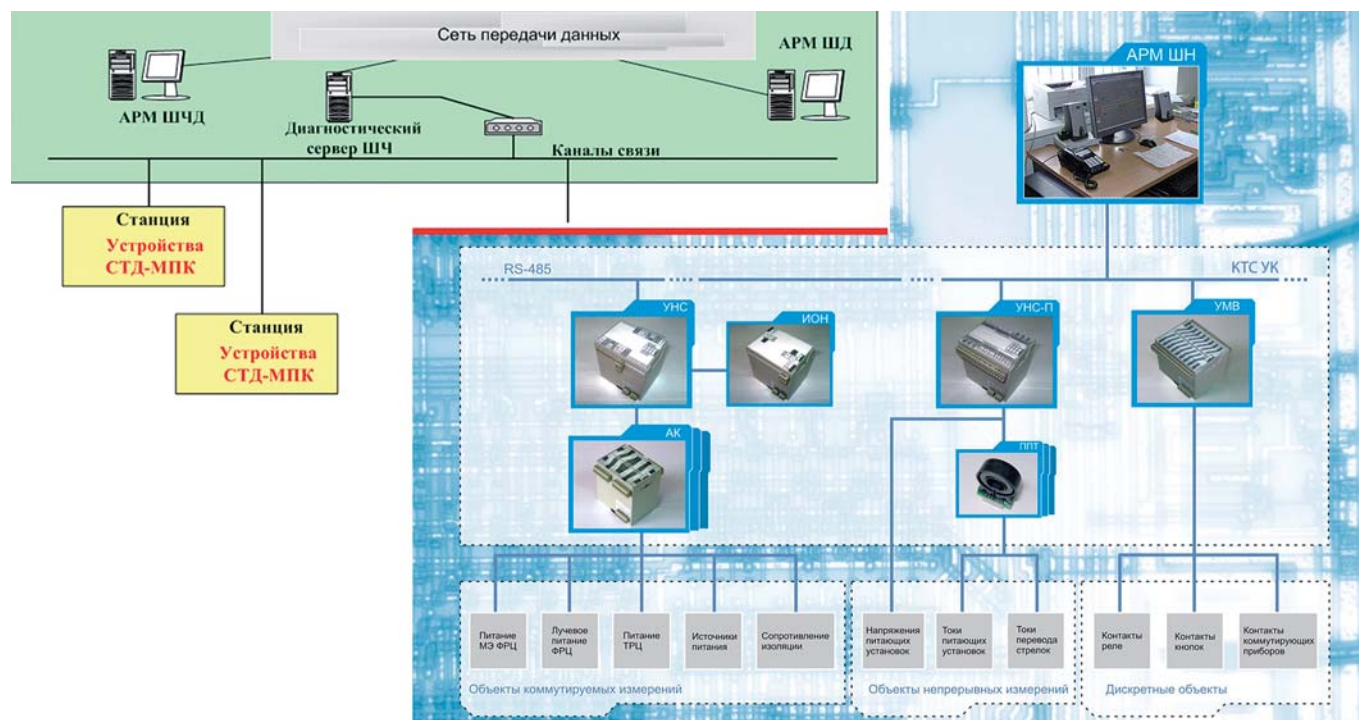 Сеть передачи данных
АРМ ШД
АРМ ШЧД
Диагностический
сервер ШЧ
Каналы связи
Станция
Устройства
СТД-МПК
Станция
Устройства
СТД-МПК
АРМ ШН
RS-485
КТС УК
УНС
ИОН
УНС-П
УМВ
АК
ППТ
Питание
МЭ ФРЦ
Лучевое
питание
ФРЦ
Питание
ТРЦ
Источники
питания
Сопротивление
изоляции
Объекты коммутируемых измерений
Напряжения
питающих
установок
Токи
питающих
установок
Токи
перевода
стрелок
Объекты непрерывных измерений
Контакты
реле
Контакты
кнопок
Контакты
коммутирующих
приборов
Дискретные объекты